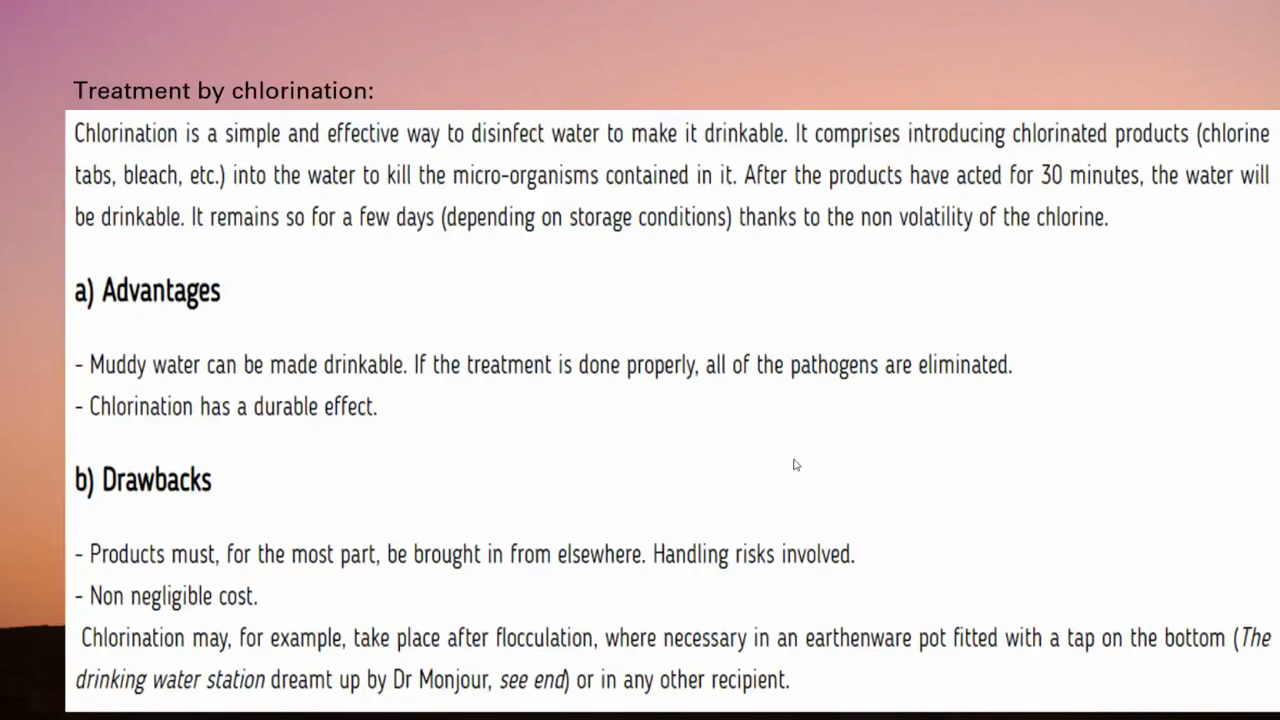 Treatment by chlorination:
Chlorination is a simple and effective way to disinfect water to make it drinkable. It comprises introducing chlorinated products (chlorine
tabs, bleach, etc.) into the water to kill the micro-organisms contained in it. After the products have acted for 30 minutes, the water will
be drinkable. It remains so for a few days (depending on storage conditions) thanks to the non volatility of the chlorine.
a) Advantages
- Muddy water can be made drinkable. If the treatment is done properly, all of the pathogens are eliminated.
- Chlorination has a durable effect.
b) Drawbacks
- Products must, for the most part, be brought in from elsewhere. Handling risks involved.
- Non negligible cost.
Chlorination may, for example, take place after flocculation, where necessary in an earthenware pot fitted with a tap on the bottom (The
drinking water station dreamt up by Dr Monjour, see end) or in any other recipient.